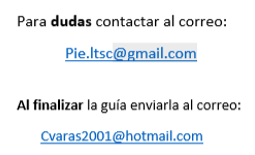 Para dudas contactar al correo:
Pie.ltsc@gmail.com
Al finalizar la guía enviarla al correo:
Cvaras2001@hotmail.com